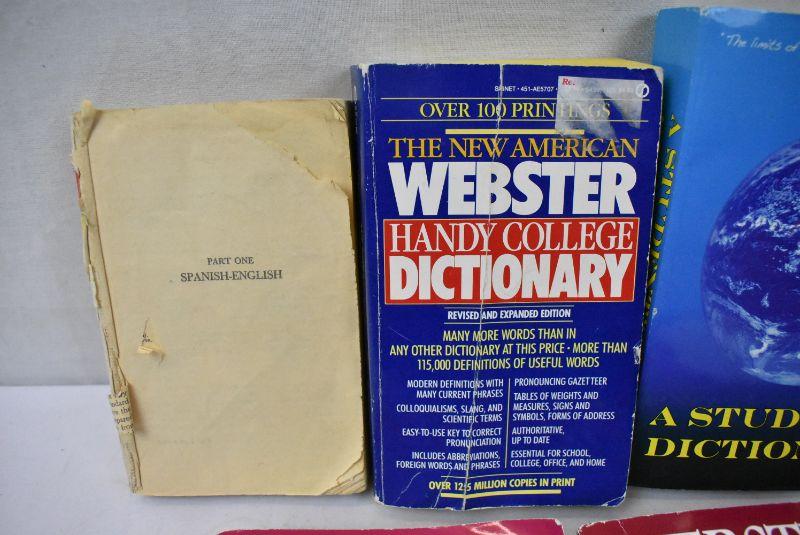 PART ONE
SPANISH-ENGLISH
SIGNET • 451-AE5707 •
Re.
OVER 100 PRINTINGS
THE NEW AMERICAN
WEBSTER
HANDY COLLEGE
DICTIONARY
REVISED AND EXPANDED EDITION
MANY MORE WORDS THAN IN
ANY OTHER DICTIONARY AT THIS PRICE • MORE THAN
115,000 DEFINITIONS OF USEFUL WORDS
MODERN DEFINITIONS WITH
MANY CURRENT PHRASES
COLLOQUIALISMS, SLANG, AND
SCIENTIFIC TERMS
EASY-TO-USE KEY TO CORRECT
PRONUNCIATION
INCLUDES ABBREVIATIONS,
FOREIGN WORDS AND PHRASES
PRONOUNCING GAZETTEER
TABLES OF WEIGHTS AND
MEASURES, SIGNS AND
SYMBOLS, FORMS OF ADDRESS
AUTHORITATIVE,
UP TO DATE
ESSENTIAL FOR SCHOOL,
COLLEGE, OFFICE, AND HOME
OVER 12.5 MILLION COPIES IN PRINT
"The limits of
A STUD
DICTION